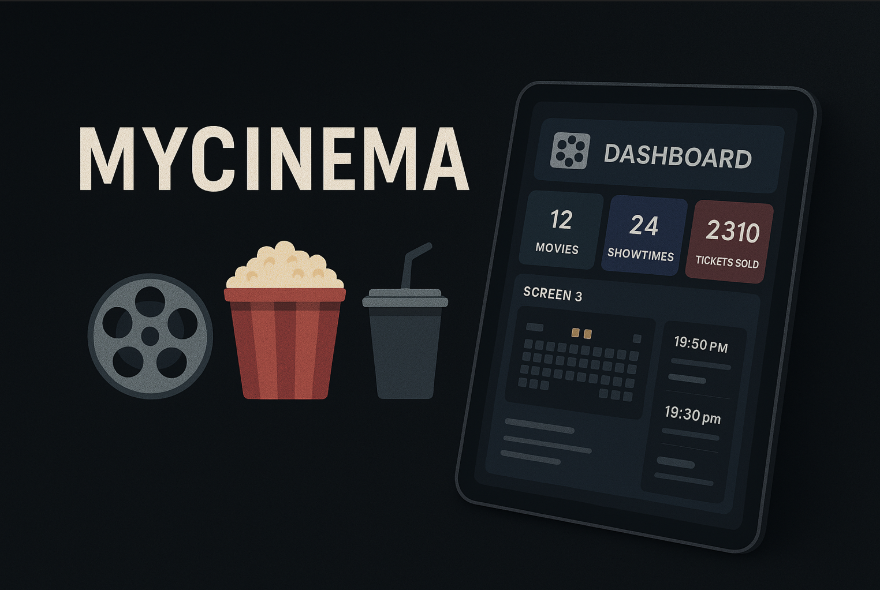 MYCINEMA
DASHBOARD
12
MOVIES
24
SHOWTIMES
2310
TICKETS SOLD
SCREEN 3
19:50 PM
19:30 pm